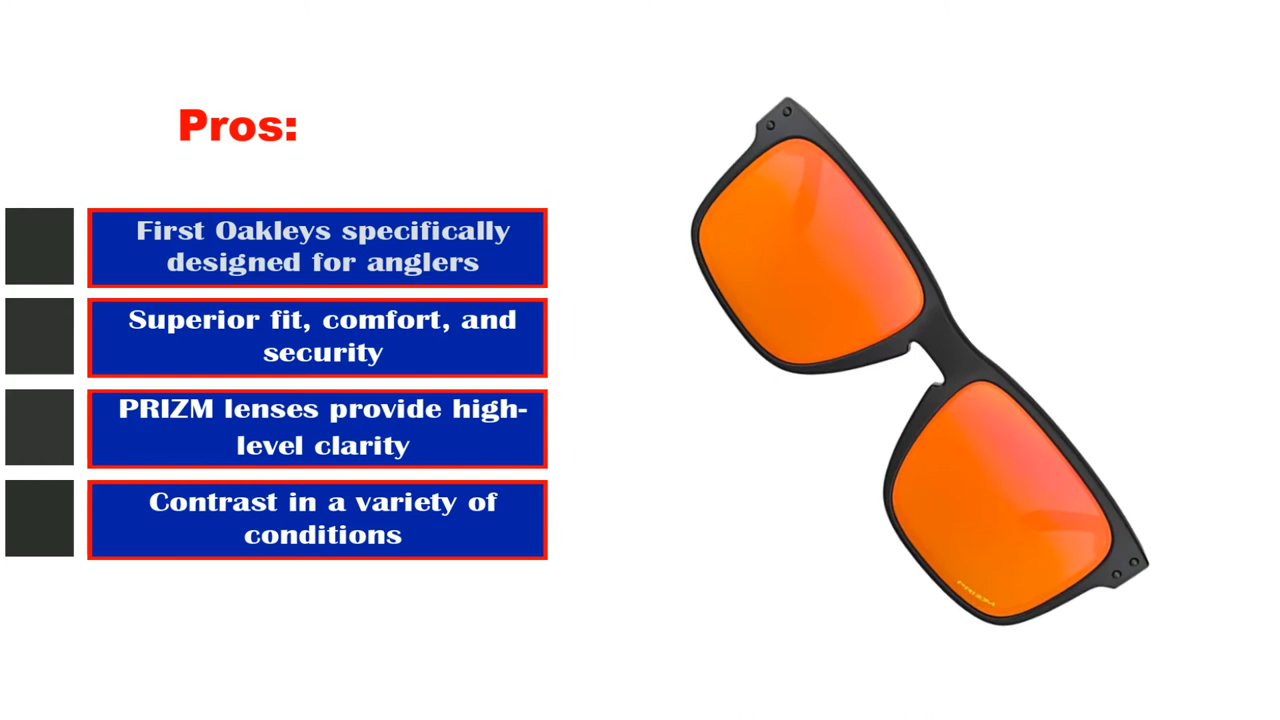 Pros:
First Oakleys specifically
designed for anglers
Superior fit, comfort, and
security
PRIZM lenses provide high-
level clarity
Contrast in a variety of
conditions
PRIZM